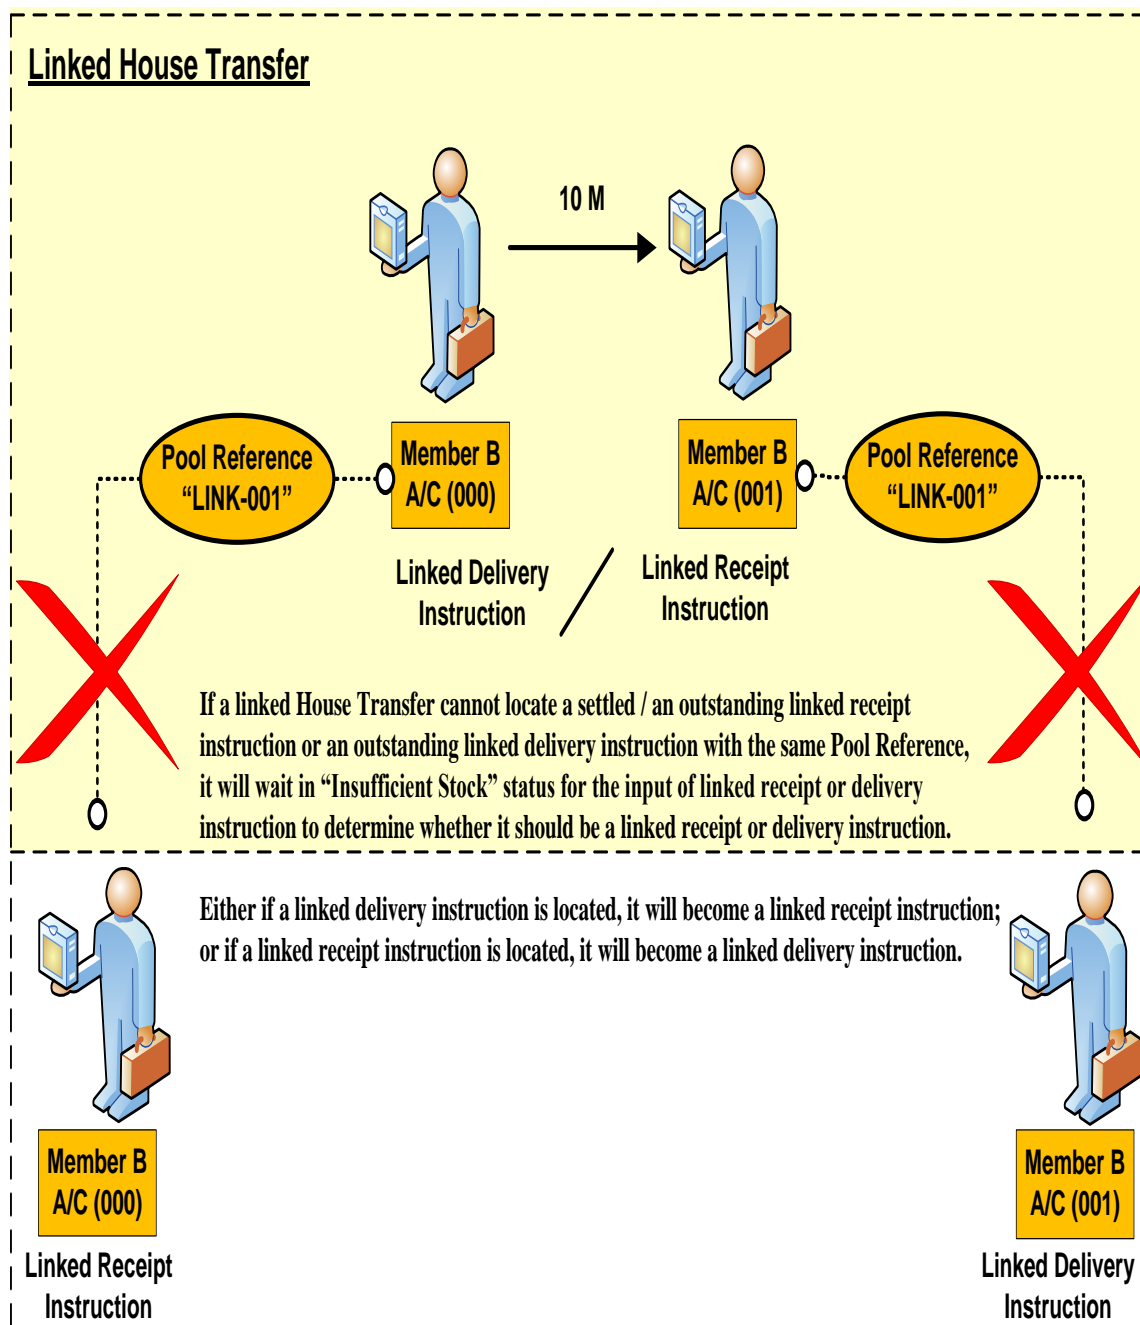 Linked House Transfer
10 M
Pool Reference
“LINK-001”
Member B
A/C (000)
Member B
A/C (001)
Pool Reference
“LINK-001”
Linked Delivery
Instruction
/
Linked Receipt
Instruction
If a linked House Transfer cannot locate a settled / an outstanding linked receipt
instruction or an outstanding linked delivery instruction with the same Pool Reference,
it will wait in “Insufficient Stock” status for the input of linked receipt or delivery
instruction to determine whether it should be a linked receipt or delivery instruction.
Either if a linked delivery instruction is located, it will become a linked receipt instruction;
or if a linked receipt instruction is located, it will become a linked delivery instruction.
Member B
A/C (000)
Linked Receipt
Instruction
Member B
A/C (001)
Linked Delivery
Instruction